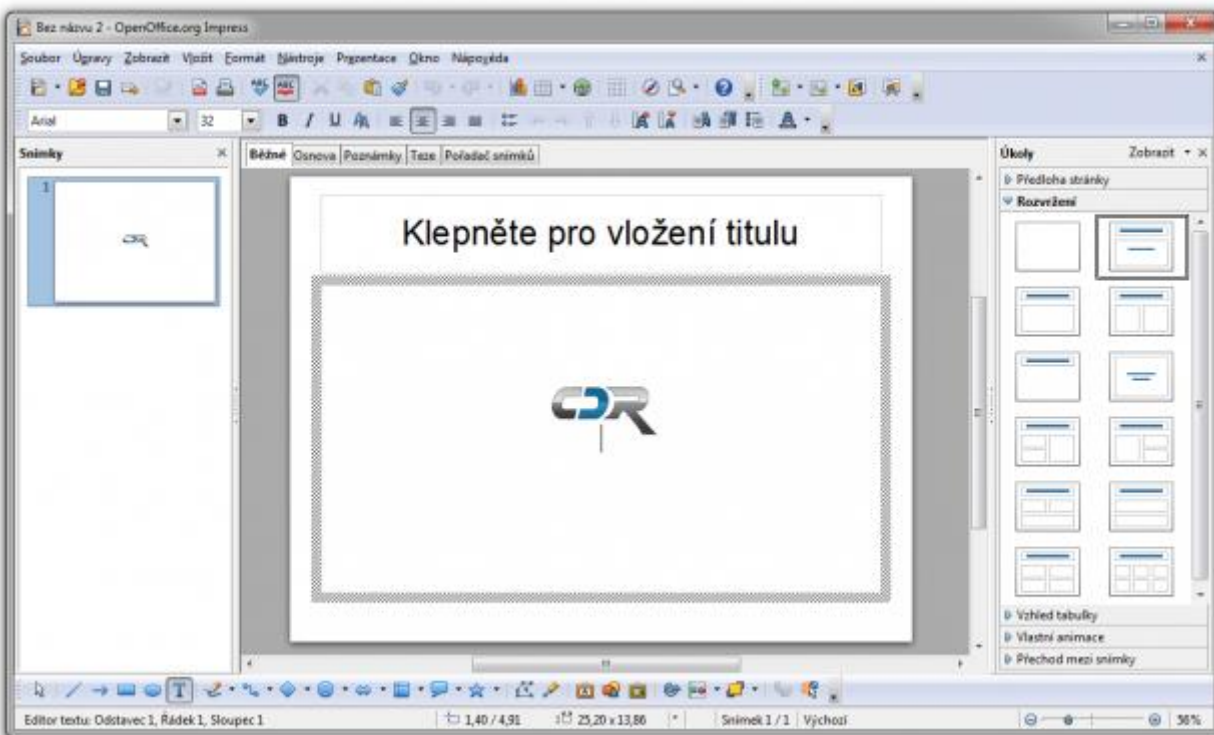 Bez názvu 2 - OpenOffice.org Impress
Soubor Úpravy Zobrazit Vložit Formát Nástroje Prezentace Okno Nápověda
Arial 32
Snímky
Běžné Osnova Poznámky Teze Pořadač snímků
Úkoly Zobrazit
1
Předloha stránky
Rozvržení
Klepněte pro vložení titulu
CDR
CDR
Vzhled tabulky
Vlastní animace
Přechod mezi snímky
Editor textu: Odstavec 1, Řádek 1, Sloupec 1 1,40 / 4,91 25,20 x 13,86 * Snímek 1 / 1 Výchozí 36%